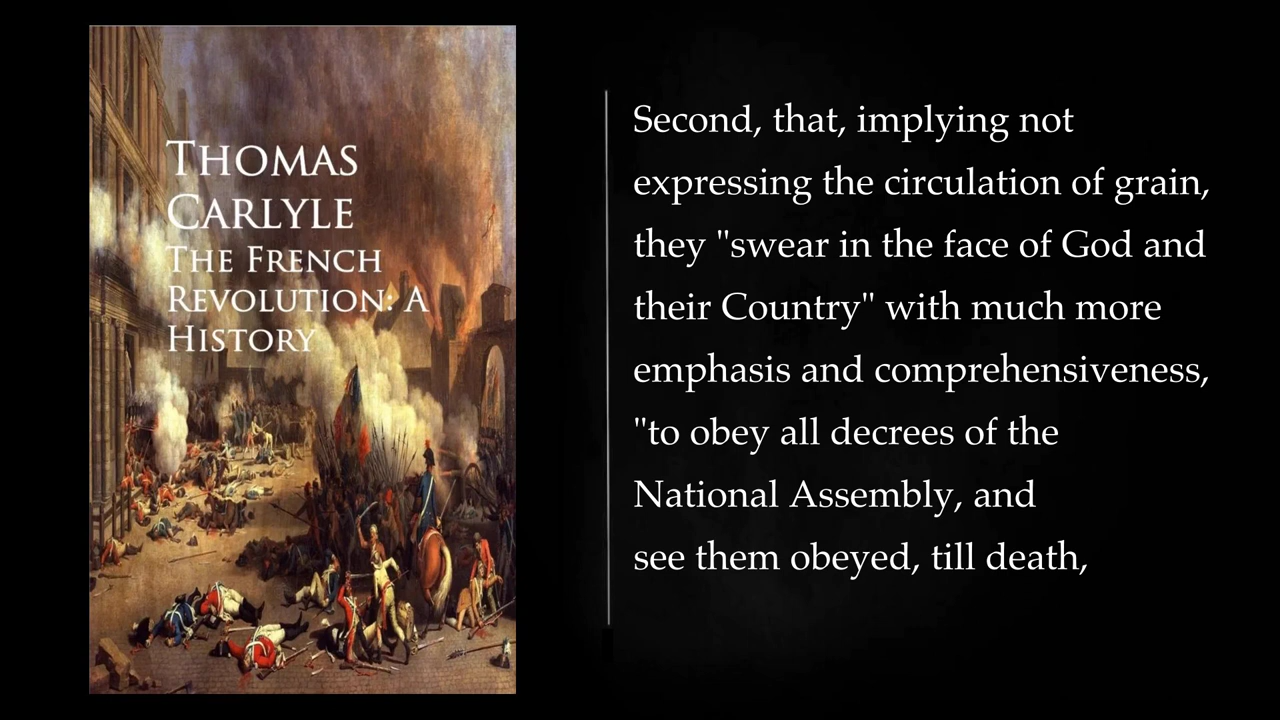 THOMAS
CARLYLE
THE FRENCH
REVOLUTION: A
HISTORY
Second, that, implying not
expressing the circulation of grain,
they "swear in the face of God and
their Country" with much more
emphasis and comprehensiveness,
"to obey all decrees of the
National Assembly, and
see them obeyed, till death,